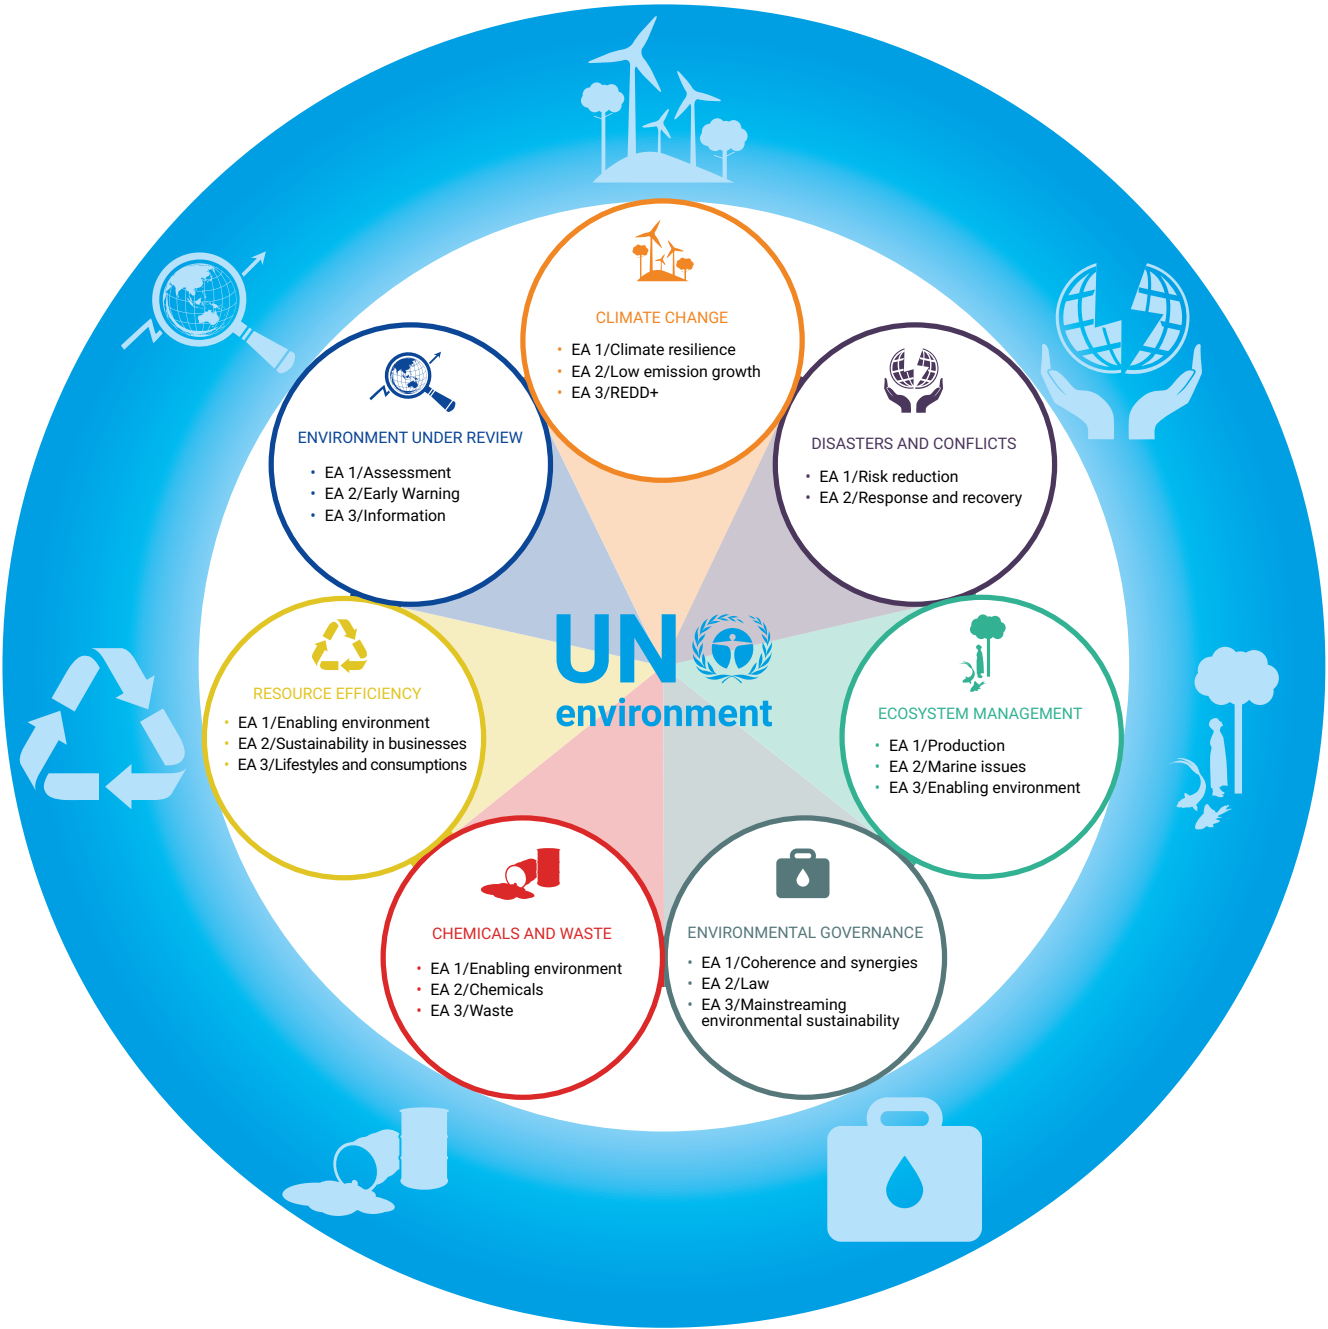 CLIMATE CHANGE
• EA 1/Climate resilience
• EA 2/Low emission growth
• EA 3/REDD+
DISASTERS AND CONFLICTS
• EA 1/Risk reduction
• EA 2/Response and recovery
ECOSYSTEM MANAGEMENT
• EA 1/Production
• EA 2/Marine issues
• EA 3/Enabling environment
ENVIRONMENTAL GOVERNANCE
• EA 1/Coherence and synergies
• EA 2/Law
• EA 3/Mainstreaming
environmental sustainability
CHEMICALS AND WASTE
• EA 1/Enabling environment
• EA 2/Chemicals
• EA 3/Waste
RESOURCE EFFICIENCY
• EA 1/Enabling environment
• EA 2/Sustainability in businesses
• EA 3/Lifestyles and consumptions
ENVIRONMENT UNDER REVIEW
• EA 1/Assessment
• EA 2/Early Warning
• EA 3/Information
UN
environment